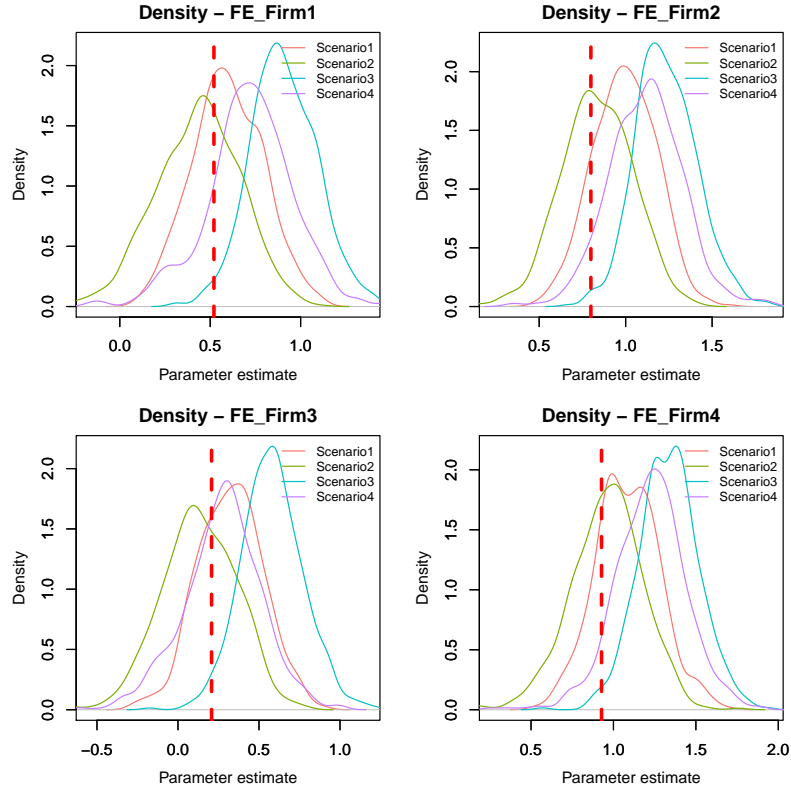 Density − FE_Firm1
Scenario1
Scenario2
Scenario3
Scenario4
Density
0.0
0.5
1.0
1.5
2.0
0.0
0.5
1.0
Parameter estimate
Density − FE_Firm2
Scenario1
Scenario2
Scenario3
Scenario4
Density
0.0
0.5
1.0
1.5
2.0
0.5
1.0
1.5
Parameter estimate
Density − FE_Firm3
Scenario1
Scenario2
Scenario3
Scenario4
Density
0.0
0.5
1.0
1.5
2.0
−0.5
0.0
0.5
1.0
Parameter estimate
Density − FE_Firm4
Scenario1
Scenario2
Scenario3
Scenario4
Density
0.0
0.5
1.0
1.5
2.0
0.5
1.0
1.5
2.0
Parameter estimate